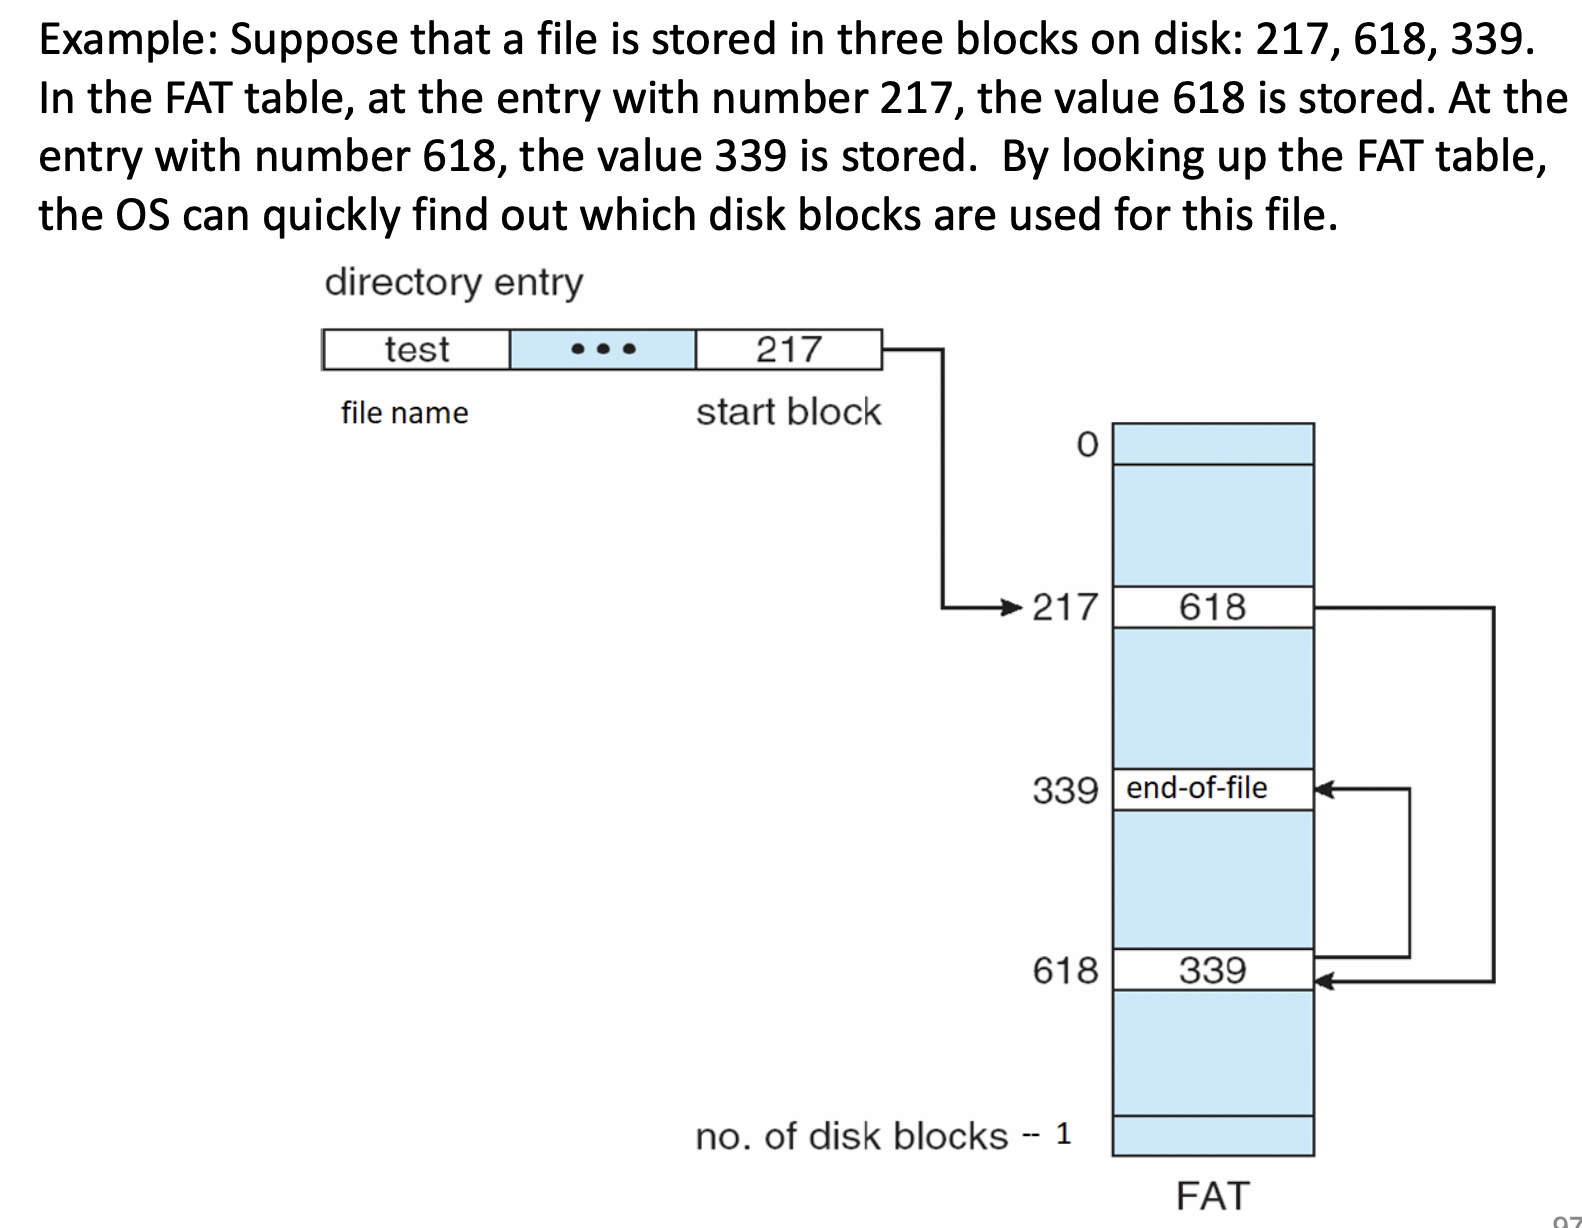 Example: Suppose that a file is stored in three blocks on disk: 217, 618, 339.
In the FAT table, at the entry with number 217, the value 618 is stored. At the
entry with number 618, the value 339 is stored.  By looking up the FAT table,
the OS can quickly find out which disk blocks are used for this file.
directory entry
test ••• 217
file name start block
0
217 618
339 end-of-file
618 339
no. of disk blocks -- 1
FAT